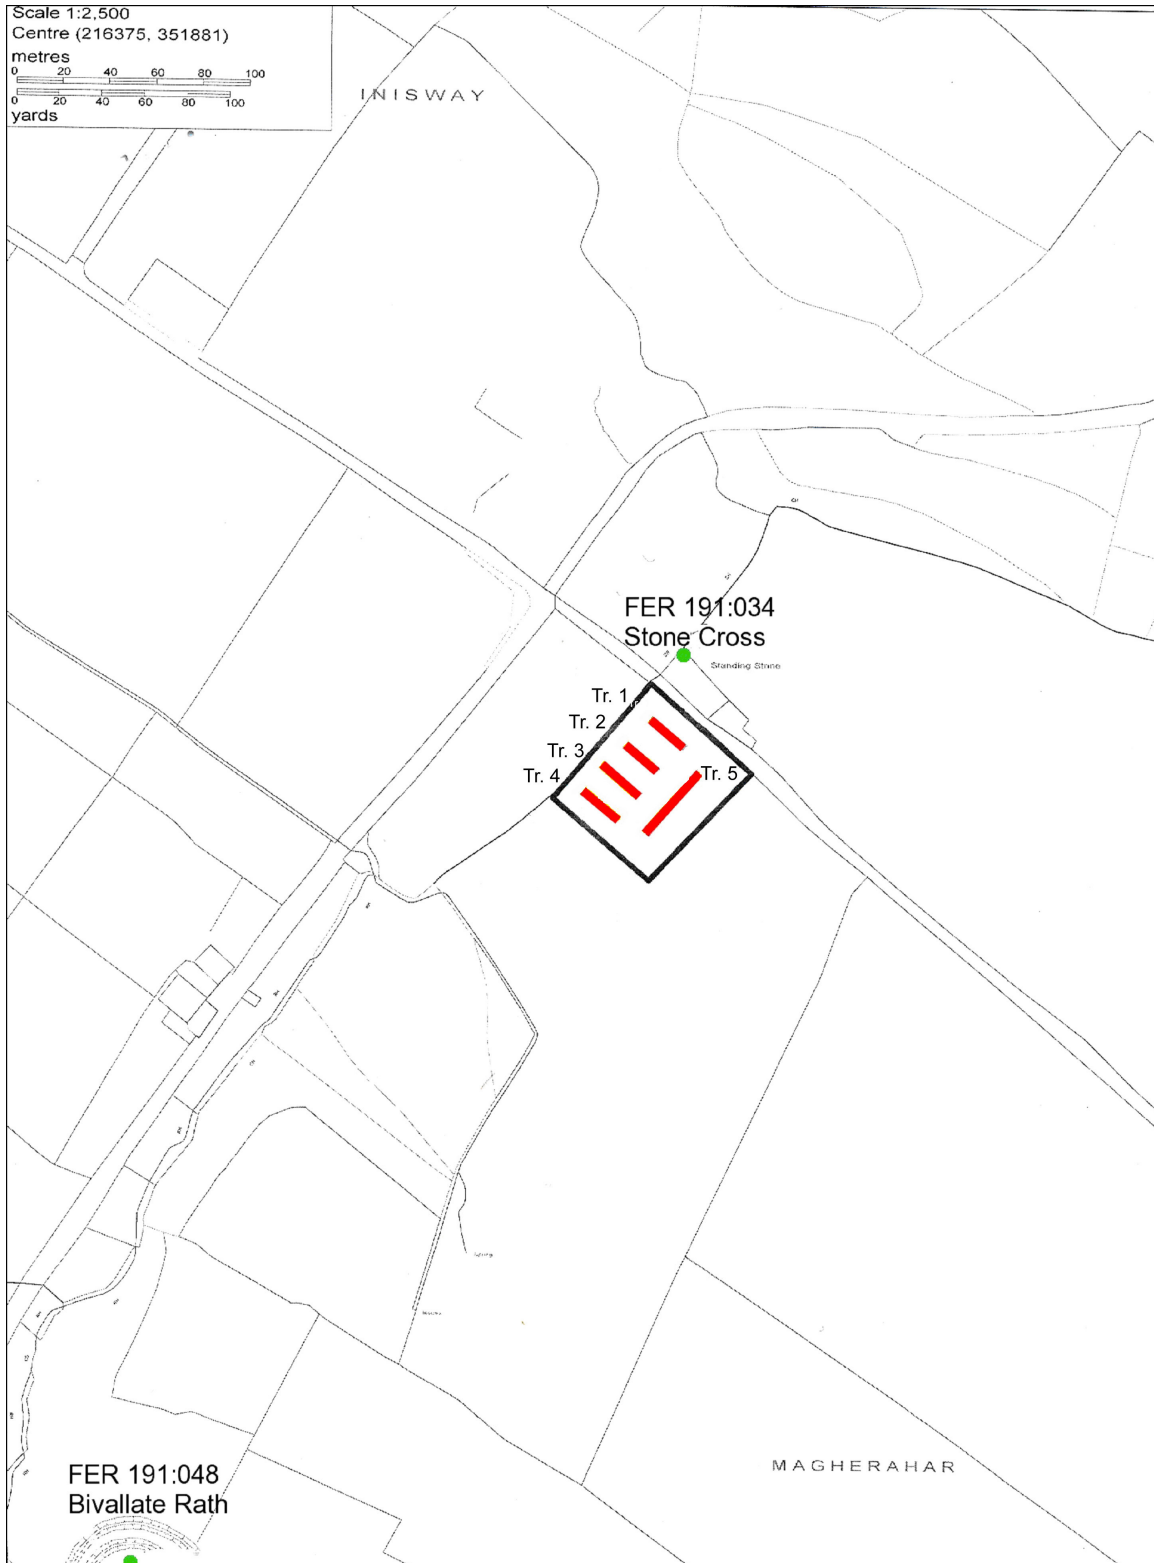 Scale 1:2,500
Centre (216375, 351881)
metres
0 20 40 60 80 100
0 20 40 60 80 100
yards
INISWAY
FER 191:034
Stone Cross
Standing Stone
Tr. 1
Tr. 2
Tr. 3
Tr. 4
Tr. 5
Spring
MAGHERAHAR
FER 191:048
Bivallate Rath